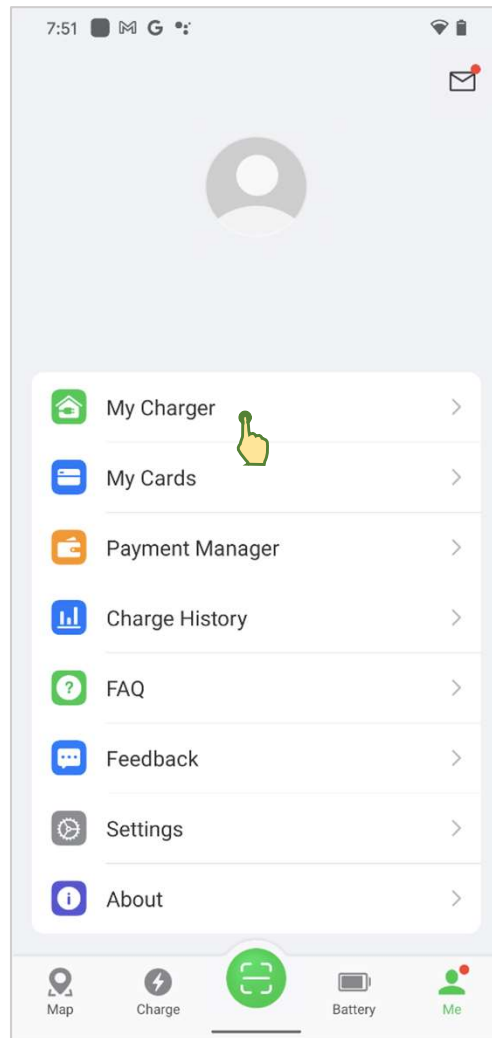 7:51
My Charger
My Cards
Payment Manager
Charge History
FAQ
Feedback
Settings
About
Map Charge Battery Me